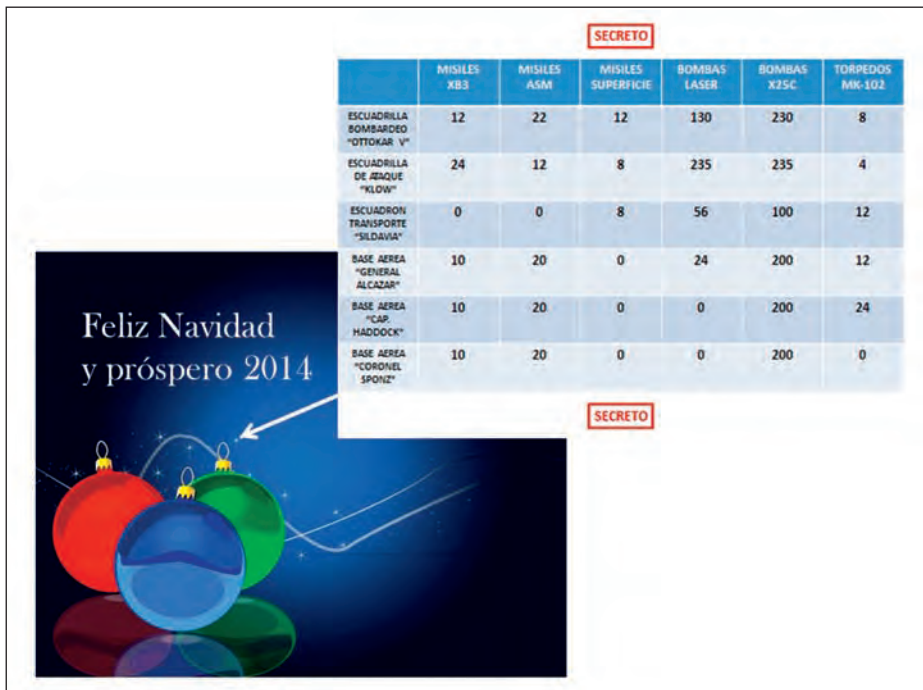 SECRETO
MISILES XB3 MISILES ASM MISILES SUPERFICIE BOMBAS LASER BOMBAS X25C TORPEDOS MK-102
ESCUADRILLA BOMBARDEO "OTTOKAR V" 12 22 12 130 230 8
ESCUADRILLA DE ATAQUE "KLOW" 24 12 8 235 235 4
ESCUADRON TRANSPORTE "SILDAVIA" 0 0 8 56 100 12
BASE AEREA "GENERAL ALCAZAR" 10 20 0 24 200 12
BASE AEREA "CAP. HADDOCK" 10 20 0 0 200 24
BASE AEREA "CORONEL SPONZ" 10 20 0 0 200 0
SECRETO
Feliz Navidad
y próspero 2014